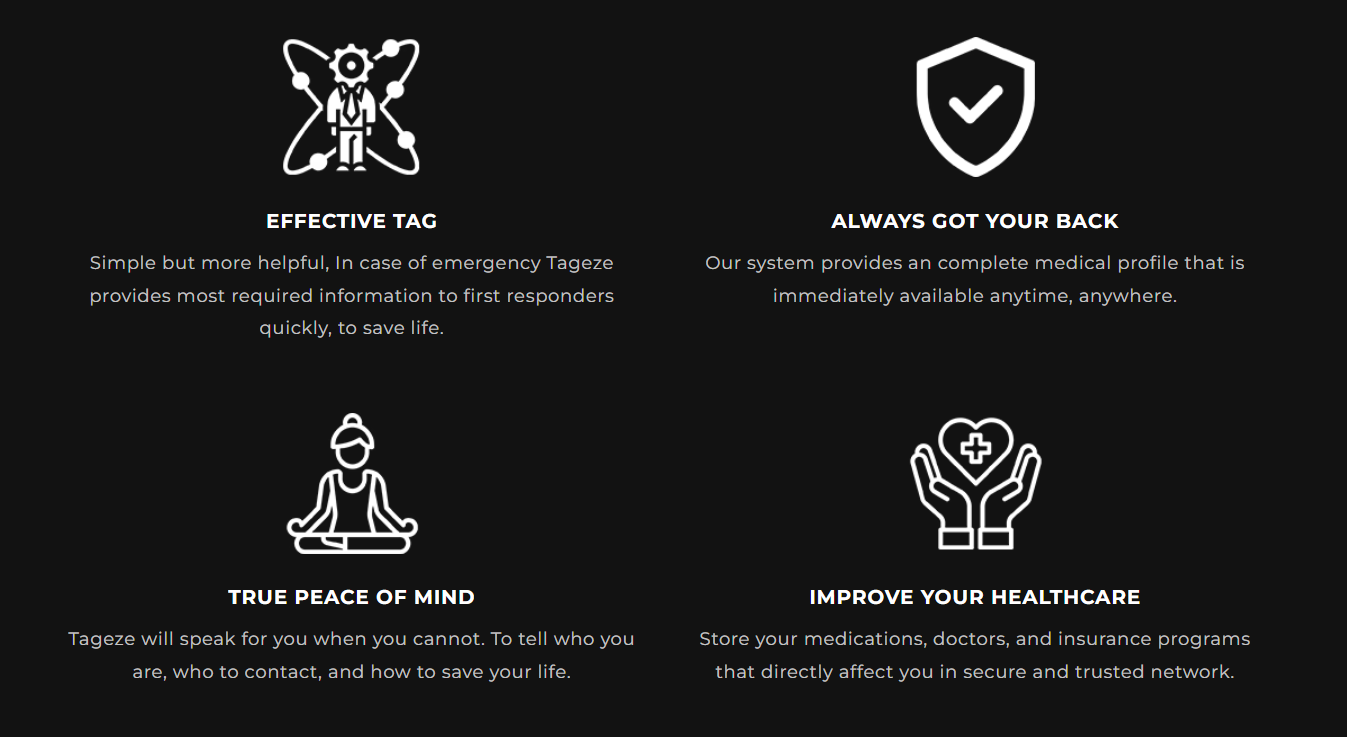 EFFECTIVE TAG
Simple but more helpful, In case of emergency Tageze
provides most required information to first responders
quickly, to save life.
ALWAYS GOT YOUR BACK
Our system provides an complete medical profile that is
immediately available anytime, anywhere.
TRUE PEACE OF MIND
Tageze will speak for you when you cannot. To tell who you
are, who to contact, and how to save your life.
IMPROVE YOUR HEALTHCARE
Store your medications, doctors, and insurance programs
that directly affect you in secure and trusted network.